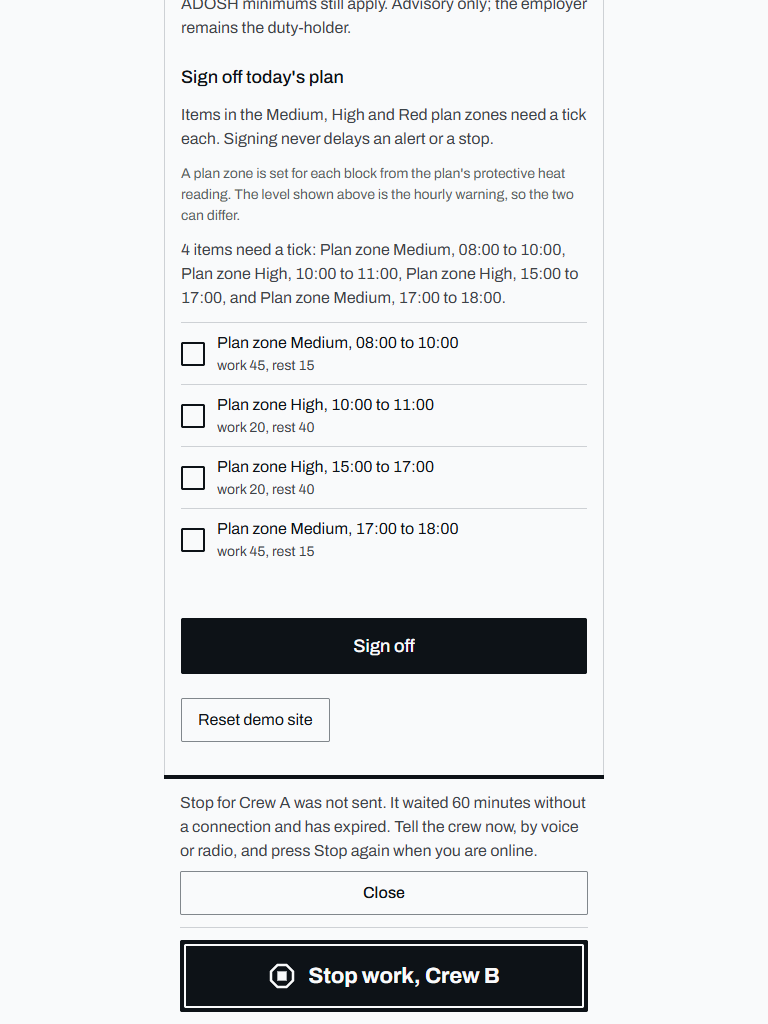 ADOSH minimums still apply. Advisory only; the employer
remains the duty-holder.
Sign off today's plan
Items in the Medium, High and Red plan zones need a tick
each. Signing never delays an alert or a stop.
A plan zone is set for each block from the plan's protective heat
reading. The level shown above is the hourly warning, so the two
can differ.
4 items need a tick: Plan zone Medium, 08:00 to 10:00,
Plan zone High, 10:00 to 11:00, Plan zone High, 15:00 to
17:00, and Plan zone Medium, 17:00 to 18:00.
Plan zone Medium, 08:00 to 10:00
work 45, rest 15
Plan zone High, 10:00 to 11:00
work 20, rest 40
Plan zone High, 15:00 to 17:00
work 20, rest 40
Plan zone Medium, 17:00 to 18:00
work 45, rest 15
Sign off
Reset demo site
Stop for Crew A was not sent. It waited 60 minutes without
a connection and has expired. Tell the crew now, by voice
or radio, and press Stop again when you are online.
Close
Stop work, Crew B